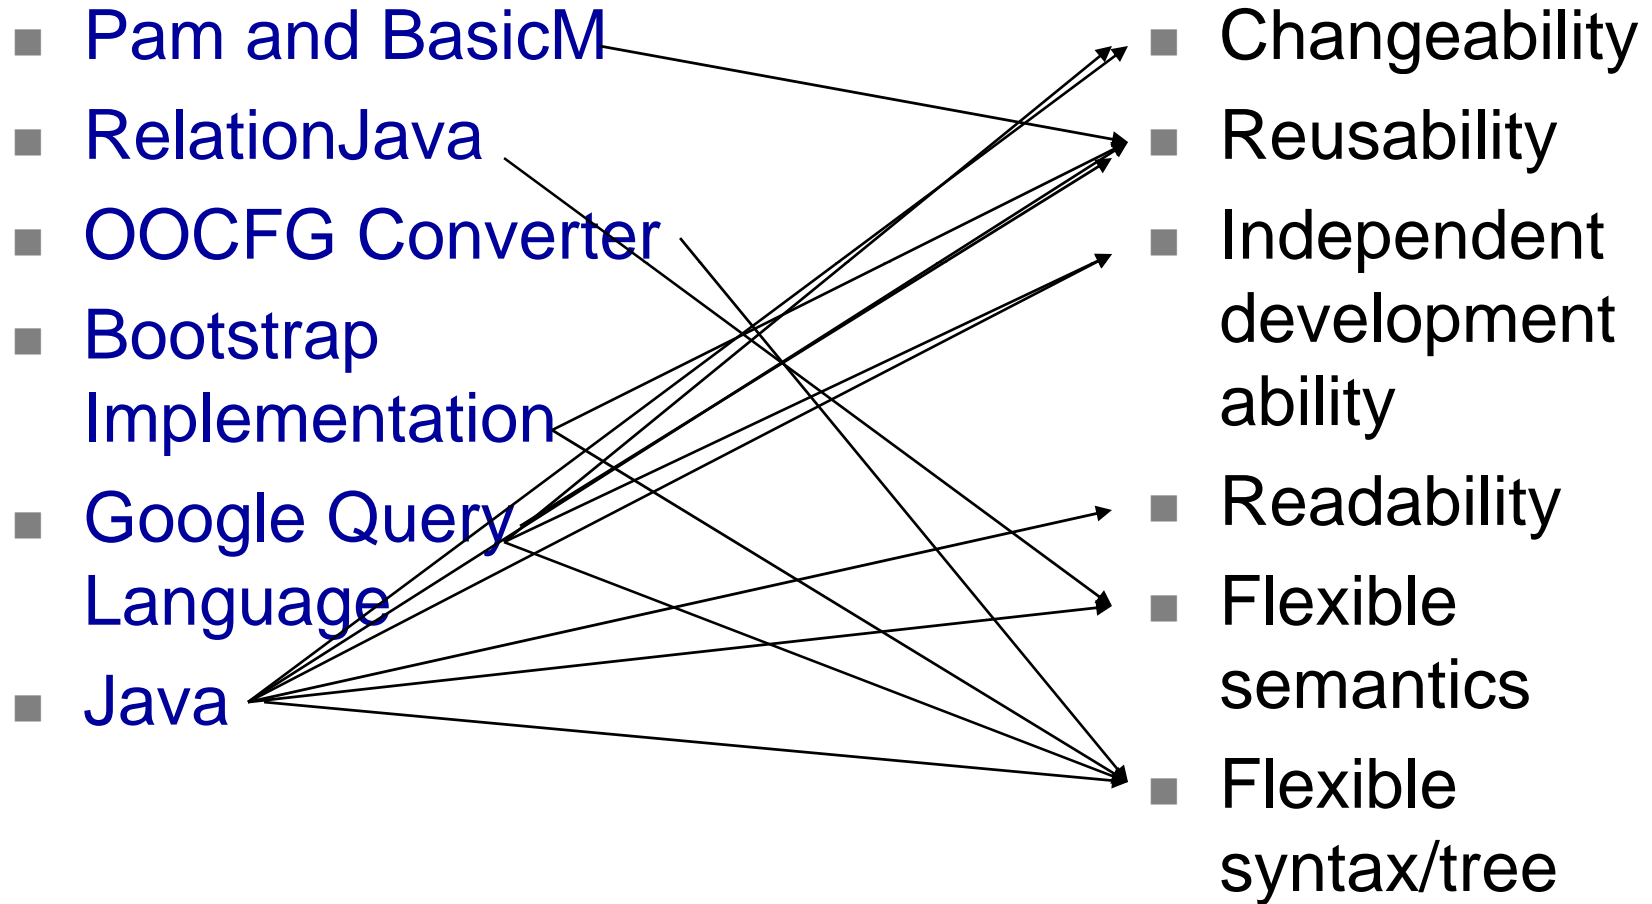 Pam and BasicM
RelationJava
OOCFG Converter
Bootstrap
Implementation
Google Query
Language
Java
Changeability
Reusability
Independent
development
ability
Readability
Flexible
semantics
Flexible
syntax/tree